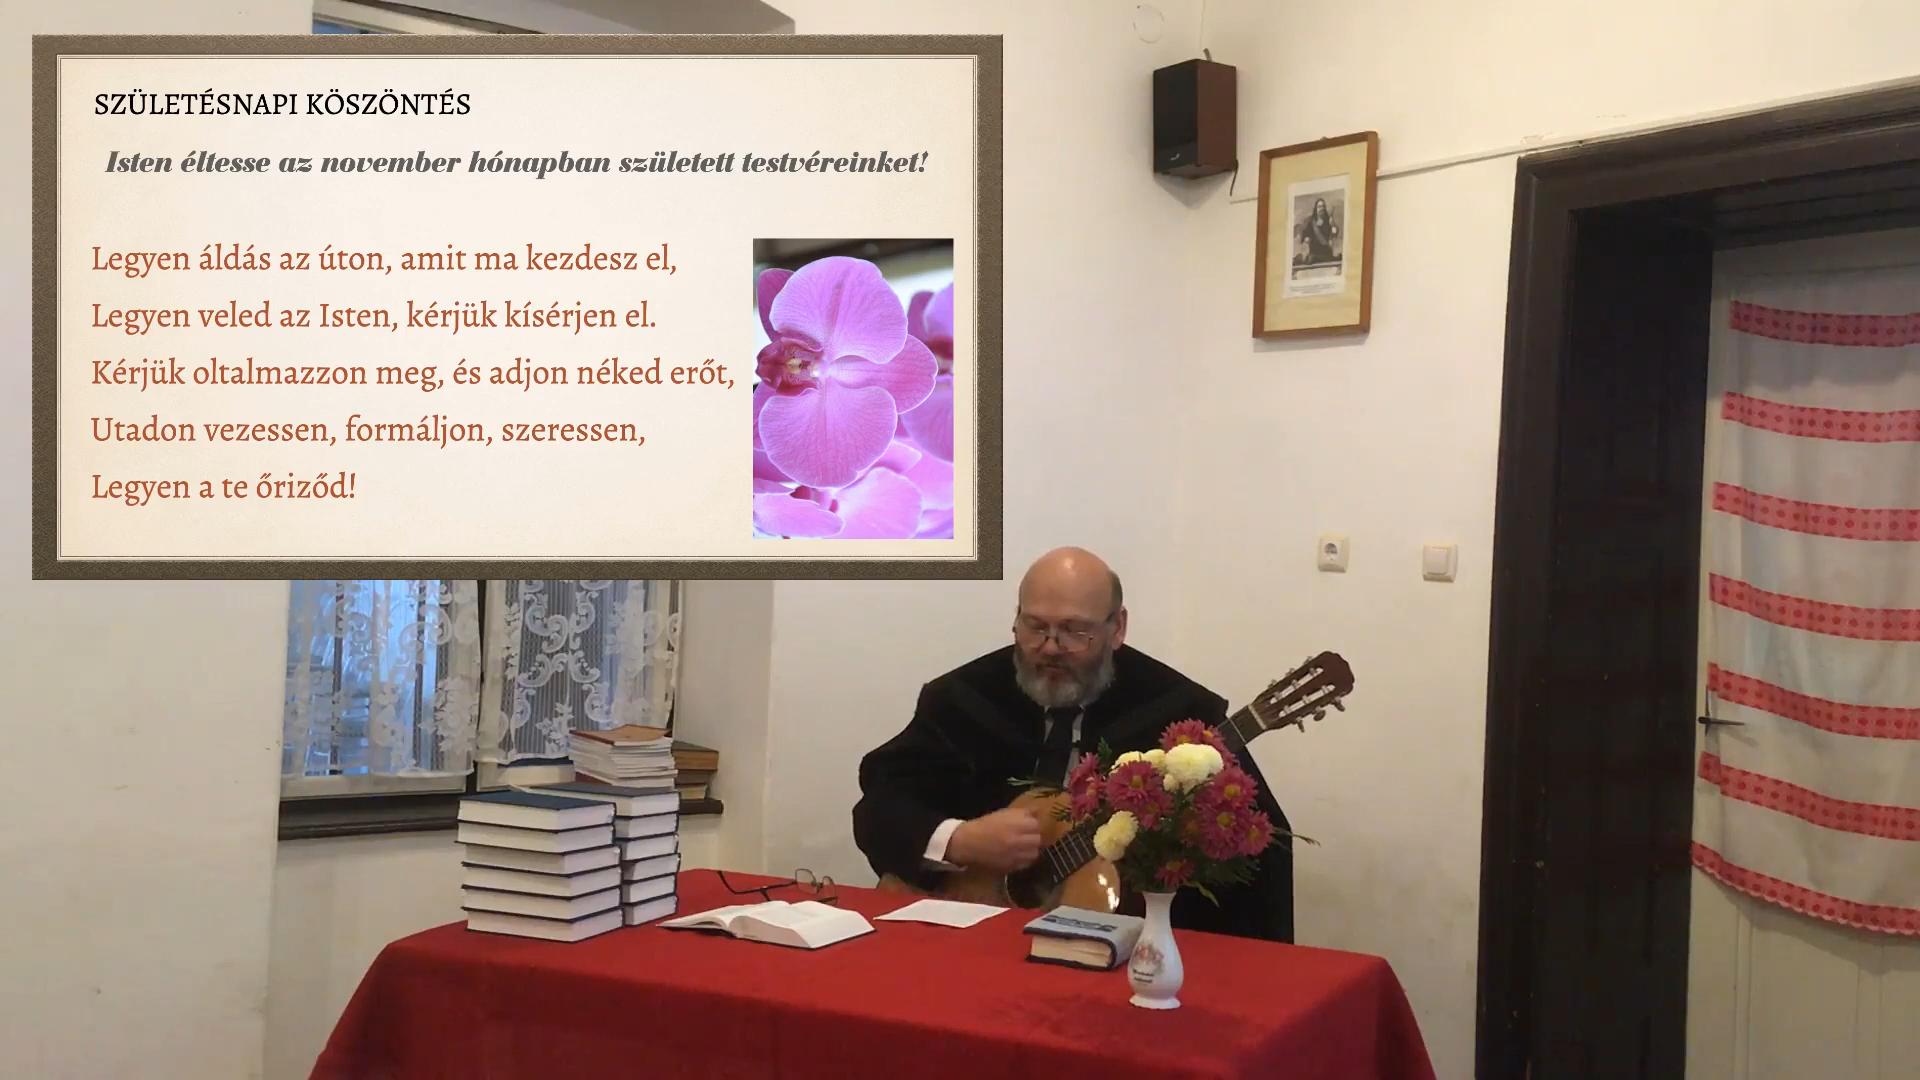 SZÜLETÉSNAPI KÖSZÖNTÉS
Isten éltesse az november hónapban született testvéreinket!
Legyen áldás az úton, amit ma kezdesz el,
Legyen veled az Isten, kérjük kísérjen el.
Kérjük oltalmazzon meg, és adjon néked erőt,
Utadon vezessen, formáljon, szeressen,
Legyen a te őriződ!